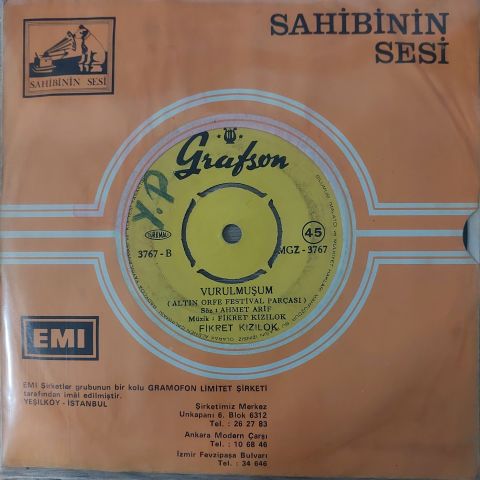 SAHİBİNİN SESİ
SAHİBİNİN
SESİ
Grafson
Y.P
45
3767-B
MGZ-3767
VURULMUŞUM
(ALTIN ORFE FESTİVAL PARÇASI)
Söz : AHMET ARİF
Müzik : FİKRET KIZILOK
FİKRET KIZILOK
EMI
EMI Şirketler grubunun bir kolu GRAMOFON LİMİTET ŞİRKETİ
tarafından imâl edilmiştir.
YEŞİLKÖY - İSTANBUL
Şirketimiz Merkez
Unkapanı 6. Blok 6312
Tel. : 26 27 83
Ankara Modern Çarşı
Tel. : 10 68 46
İzmir Fevzipaşa Bulvarı
Tel. : 34 646